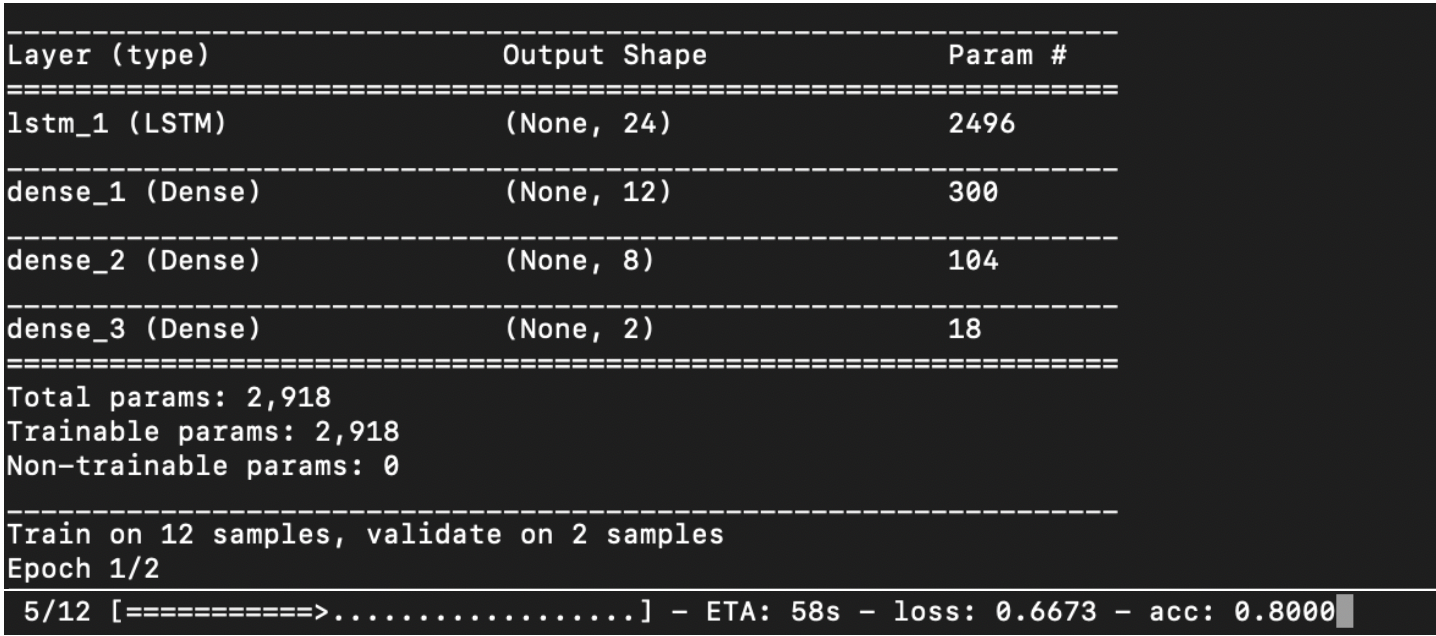 _________________________________________________________________
Layer (type)                 Output Shape              Param #
=================================================================
lstm_1 (LSTM)                (None, 24)                2496
_________________________________________________________________
dense_1 (Dense)              (None, 12)                300
_________________________________________________________________
dense_2 (Dense)              (None, 8)                 104
_________________________________________________________________
dense_3 (Dense)              (None, 2)                 18
=================================================================
Total params: 2,918
Trainable params: 2,918
Non-trainable params: 0
_________________________________________________________________
Train on 12 samples, validate on 2 samples
Epoch 1/2
 5/12 [===========>..................] - ETA: 58s - loss: 0.6673 - acc: 0.8000